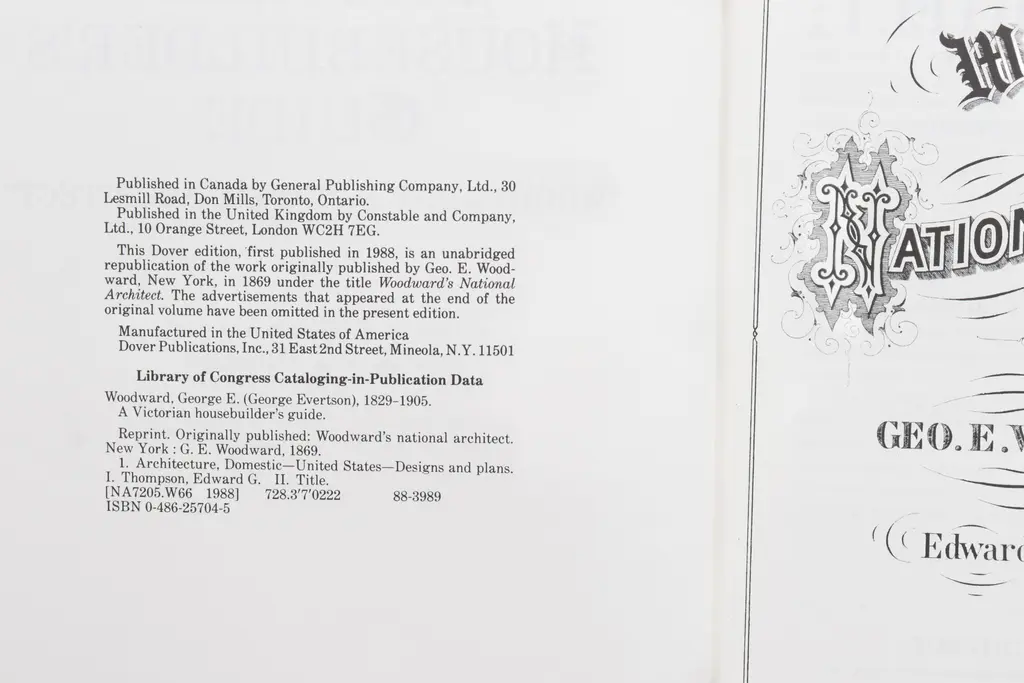 Published in Canada by General Publishing Company, Ltd., 30
Lesmill Road, Don Mills, Toronto, Ontario.
Published in the United Kingdom by Constable and Company,
Ltd., 10 Orange Street, London WC2H 7EG.
This Dover edition, first published in 1988, is an unabridged
republication of the work originally published by Geo. E. Wood-
ward, New York, in 1869 under the title Woodward's National
Architect. The advertisements that appeared at the end of the
original volume have been omitted in the present edition.
Manufactured in the United States of America
Dover Publications, Inc., 31 East 2nd Street, Mineola, N.Y. 11501
Library of Congress Cataloging-in-Publication Data
Woodward, George E. (George Evertson), 1829–1905.
A Victorian housebuilder's guide.
Reprint. Originally published: Woodward's national architect.
New York : G. E. Woodward, 1869.
1. Architecture, Domestic—United States—Designs and plans.
I. Thompson, Edward G. II. Title.
[NA7205.W66 1988] 728.3'7'0222 88-3989
ISBN 0-486-25704-5
W
NATION
GEO. E. W
Edward